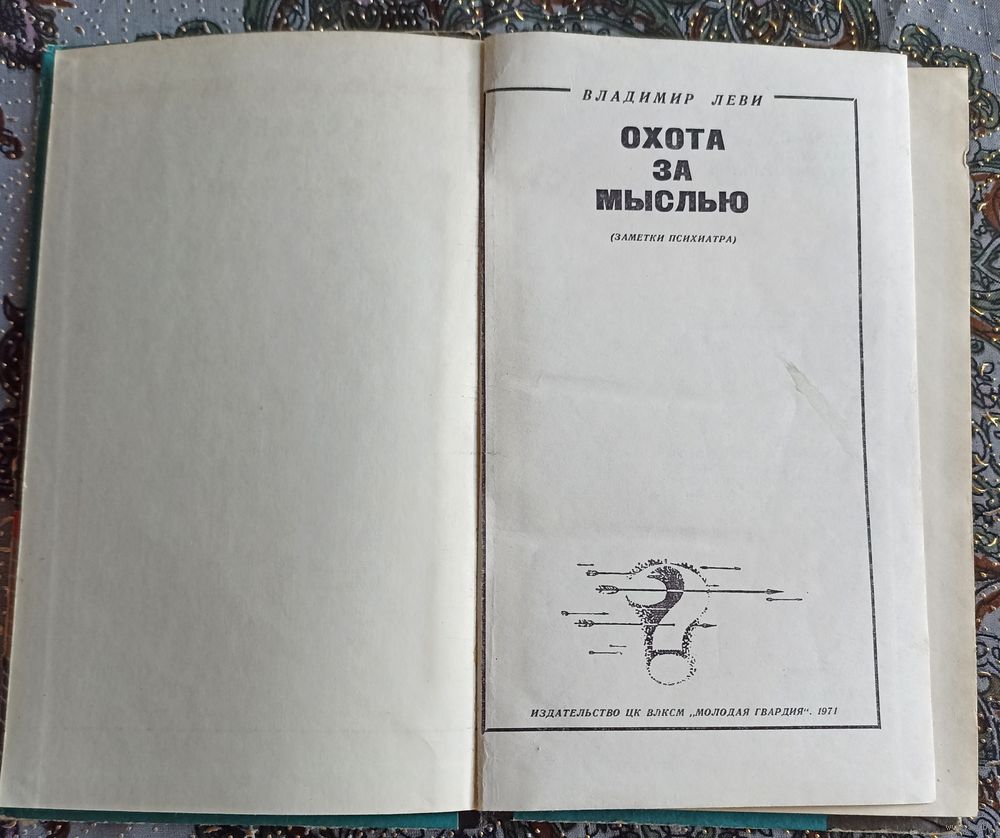 ВЛАДИМИР ЛЕВИ
ОХОТА
ЗА
МЫСЛЬЮ
(ЗАМЕТКИ ПСИХИАТРА)
ИЗДАТЕЛЬСТВО ЦК ВЛКСМ „МОЛОДАЯ ГВАРДИЯ“. 1971